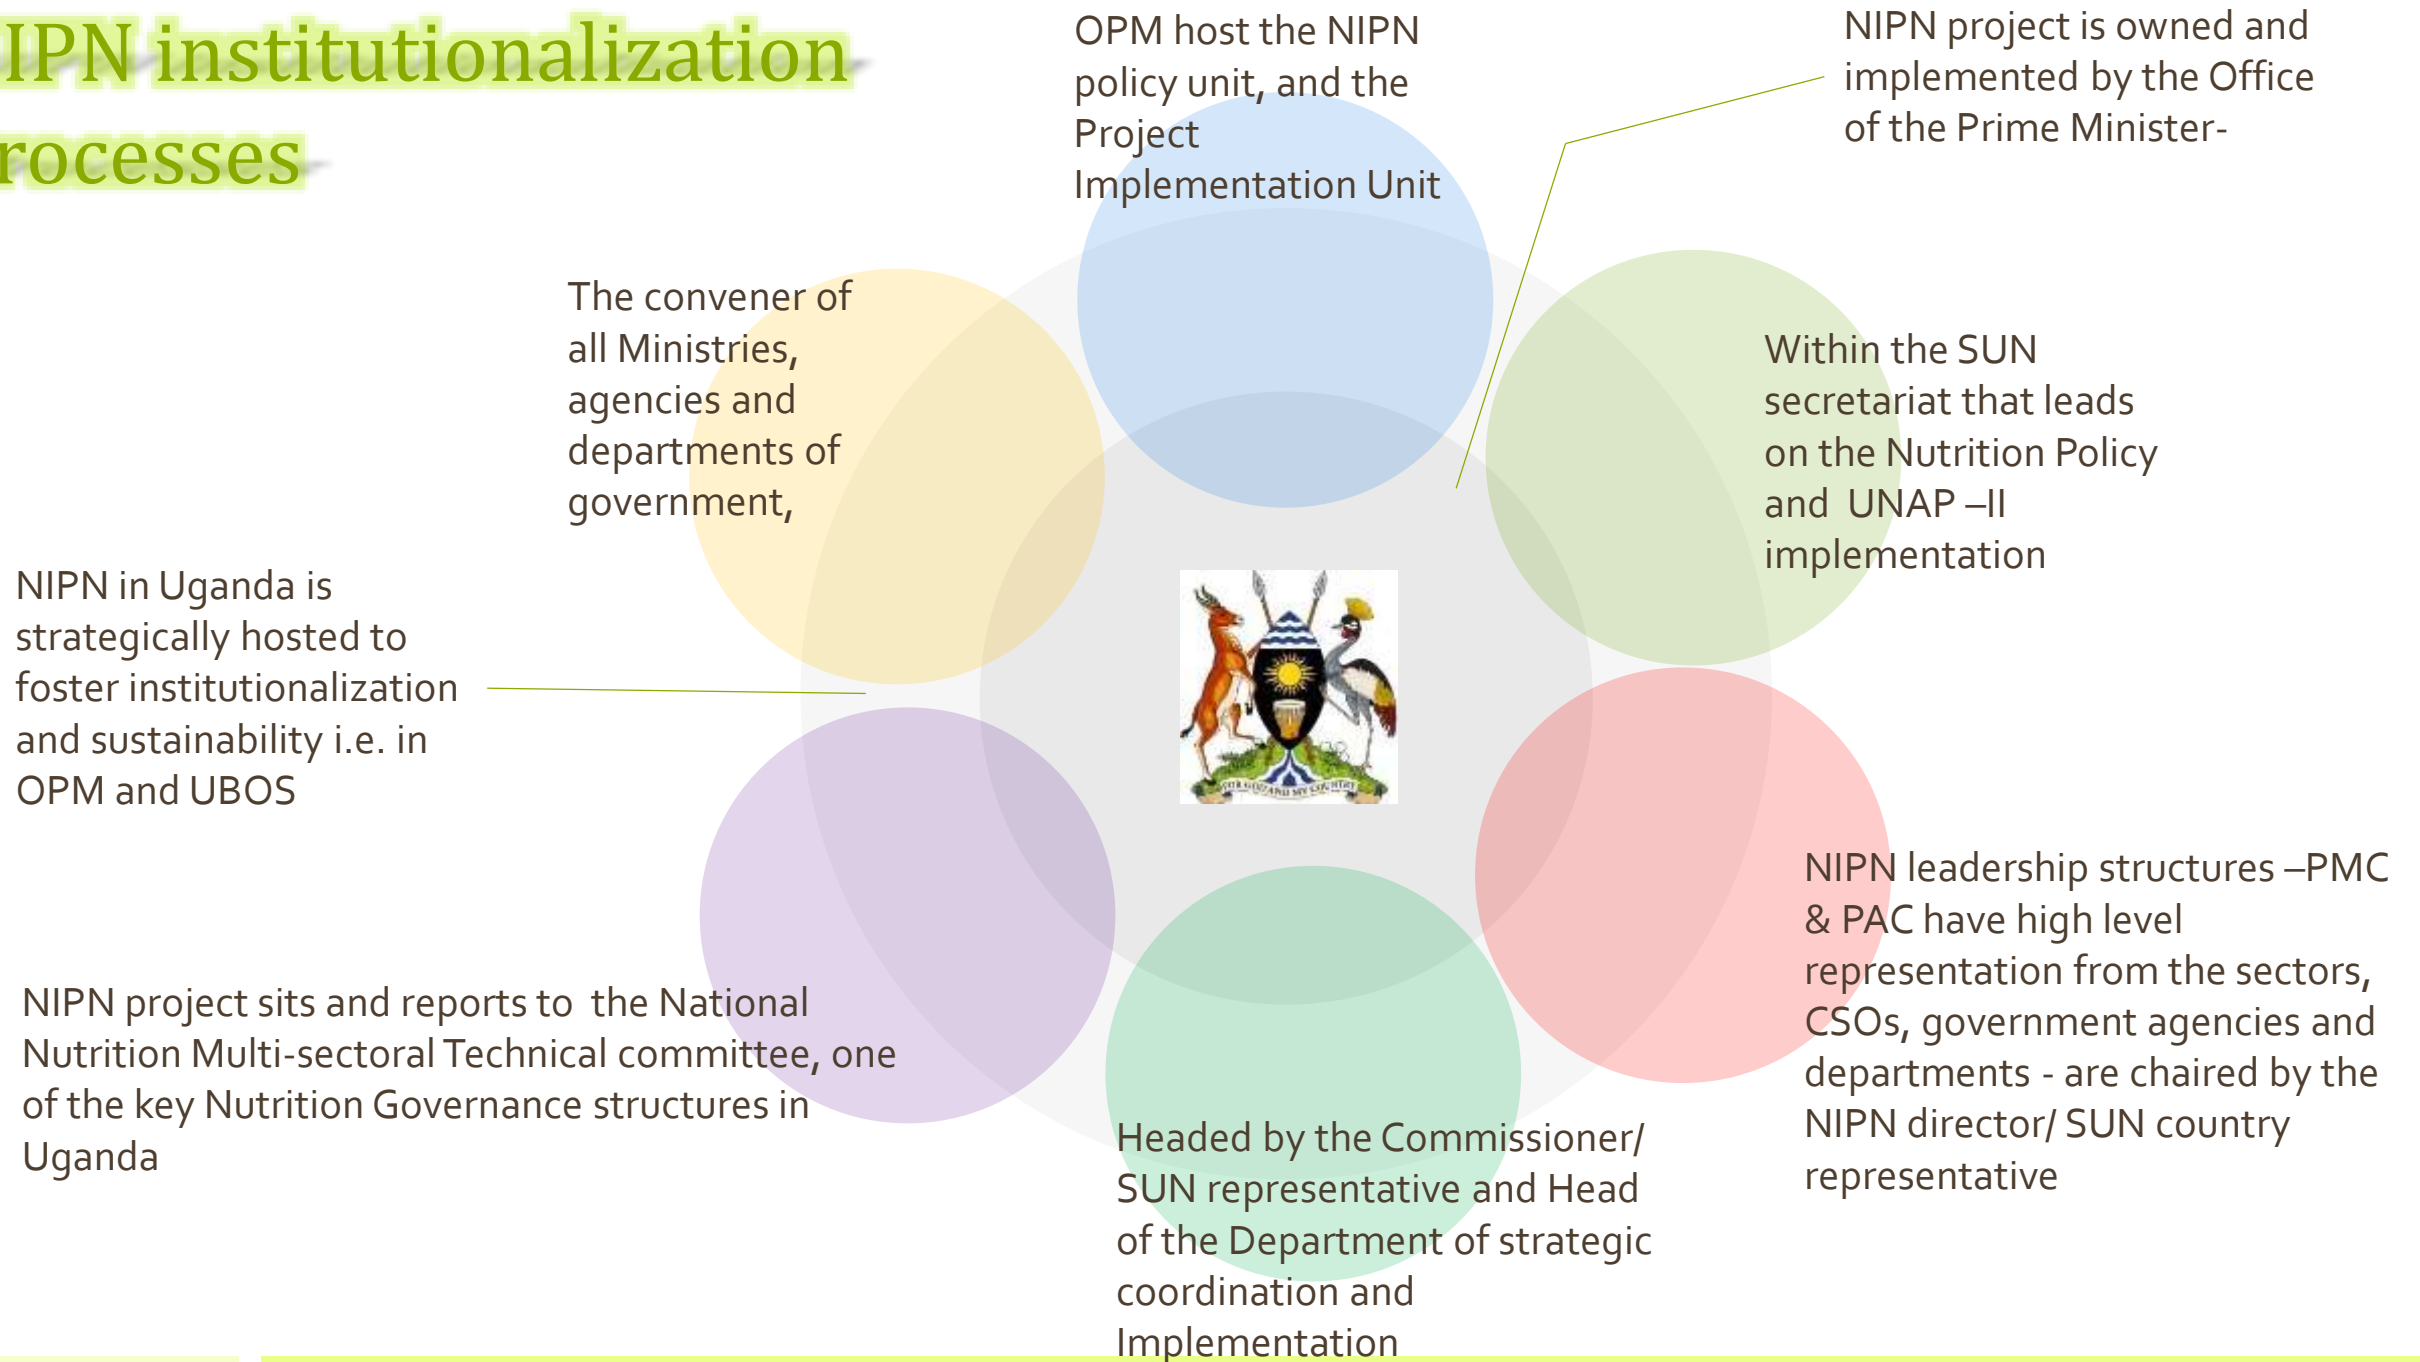 IPN institutionalization
rocesses
OPM host the NIPN
policy unit, and the
Project
Implementation Unit
NIPN project is owned and
implemented by the Office
of the Prime Minister-
The convener of
all Ministries,
agencies and
departments of
government,
Within the SUN
secretariat that leads
on the Nutrition Policy
and  UNAP –II
implementation
NIPN in Uganda is
strategically hosted to
foster institutionalization
and sustainability i.e. in
OPM and UBOS
FOR GOD AND MY COUNTRY
NIPN leadership structures –PMC
& PAC have high level
representation from the sectors,
CSOs, government agencies and
departments - are chaired by the
NIPN director/ SUN country
representative
NIPN project sits and reports to  the National
Nutrition Multi-sectoral Technical committee, one
of the key Nutrition Governance structures in
Uganda
Headed by the Commissioner/
SUN representative and Head
of the Department of strategic
coordination and
Implementation